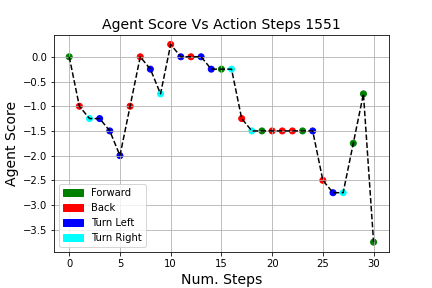 Agent Score Vs Action Steps 1551
Agent Score
0.0
−0.5
−1.0
−1.5
−2.0
−2.5
−3.0
−3.5
Forward
Back
Turn Left
Turn Right
0 5 10 15 20 25 30
Num. Steps